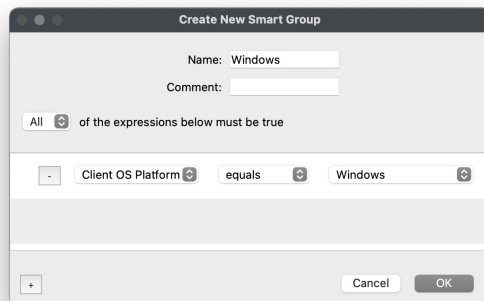 Create New Smart Group
Name: Windows
Comment:
All of the expressions below must be true
- Client OS Platform equals Windows
+ Cancel OK